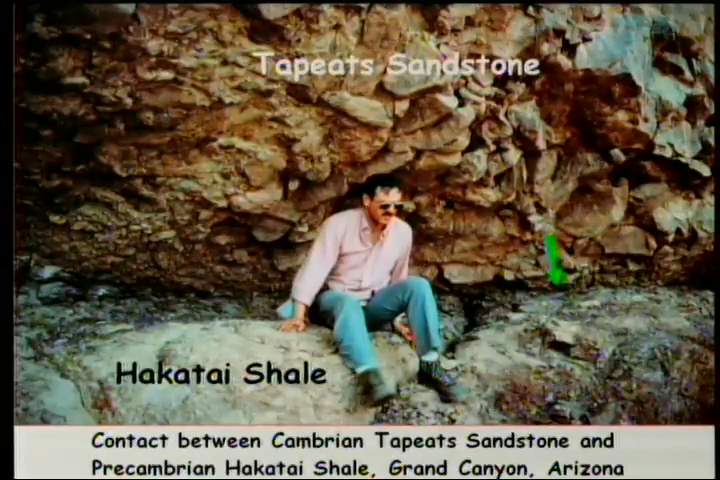 Tapeats Sandstone
Hakatai Shale
Contact between Cambrian Tapeats Sandstone and
Precambrian Hakatai Shale, Grand Canyon, Arizona